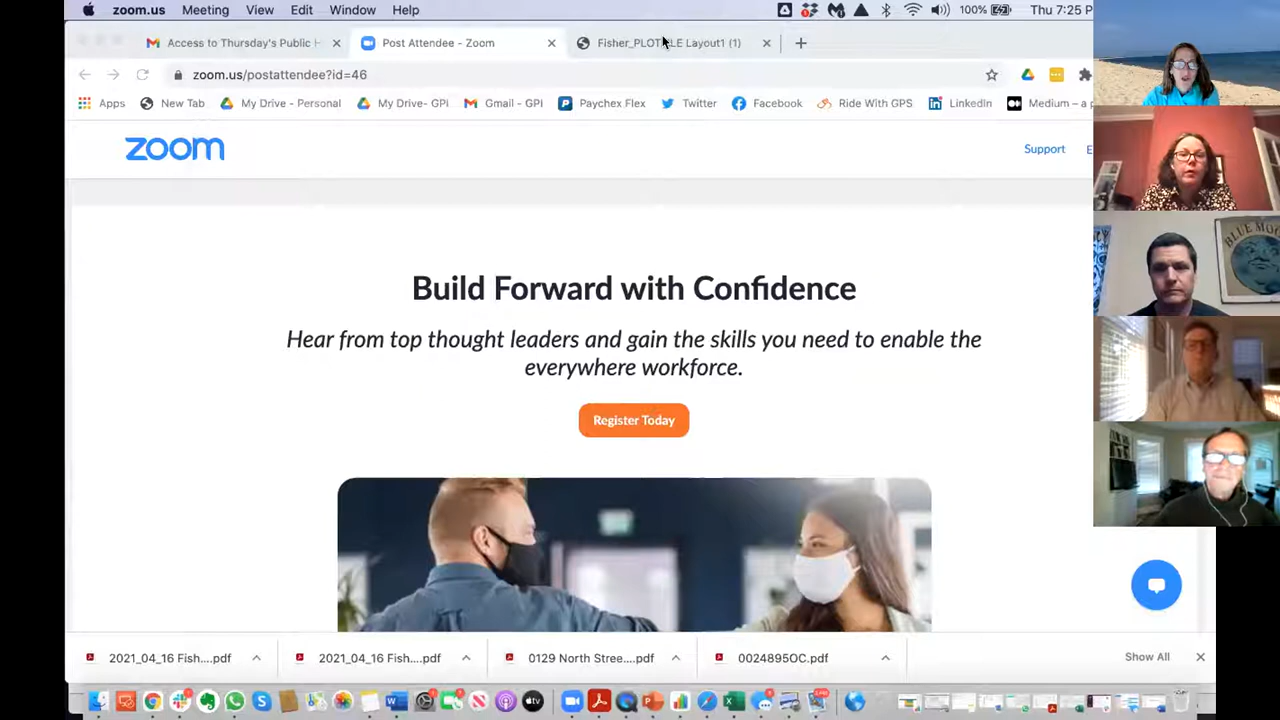 zoom.us Meeting View Edit Window Help 100% Thu 7:25 P
Access to Thursday's Public H Post Attendee - Zoom Fisher_PLOT LE Layout1 (1)
zoom.us/postattendee?id=46
Apps New Tab My Drive - Personal My Drive- GPI Gmail - GPI Paychex Flex Twitter Facebook Ride With GPS LinkedIn Medium – a p
zoom
Support E
BLUE MOO
Build Forward with Confidence
Hear from top thought leaders and gain the skills you need to enable the
everywhere workforce.
Register Today
2021_04_16 Fish....pdf 2021_04_16 Fish....pdf 0129 North Stree....pdf 0024895OC.pdf Show All